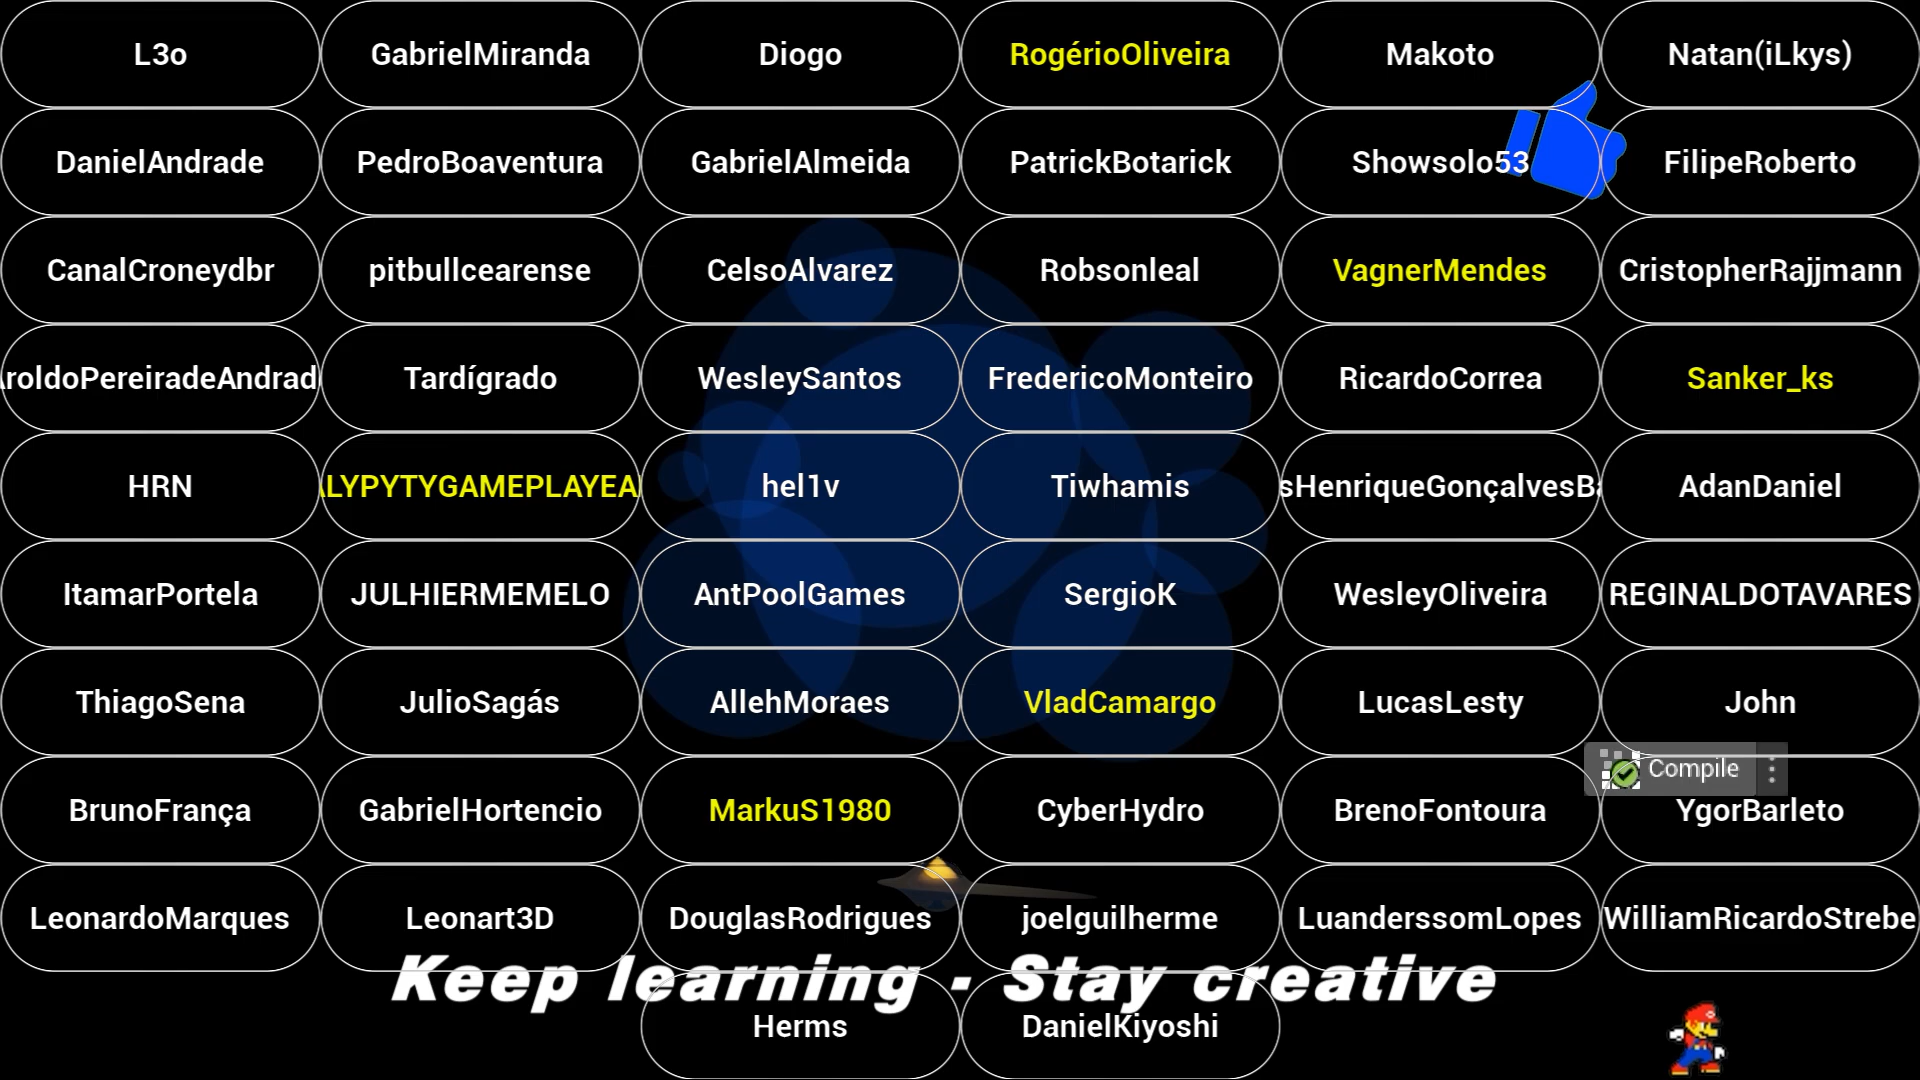 L3o GabrielMiranda Diogo RogérioOliveira Makoto Natan(iLkys)
DanielAndrade PedroBoaventura GabrielAlmeida PatrickBotarick Showsolo53 FilipeRoberto
CanalCroneydbr pitbullcearense CelsoAlvarez Robsonleal VagnerMendes CristopherRajjmann
roldoPereiradeAndrad Tardígrado WesleySantos FredericoMonteiro RicardoCorrea Sanker_ks
HRN LYPYTYGAMEPLAYEA hel1v Tiwhamis sHenriqueGonçalvesBa AdanDaniel
ItamarPortela JULHIERMEMELO AntPoolGames SergioK WesleyOliveira REGINALDOTAVARES
ThiagoSena JulioSagás AllehMoraes VladCamargo LucasLesty John
Compile
BrunoFrança GabrielHortencio MarkuS1980 CyberHydro BrenoFontoura YgorBarleto
LeonardoMarques Leonart3D DouglasRodrigues joelguilherme LuanderssomLopes WilliamRicardoStrebe
Keep learning - Stay creative
Herms DanielKiyoshi